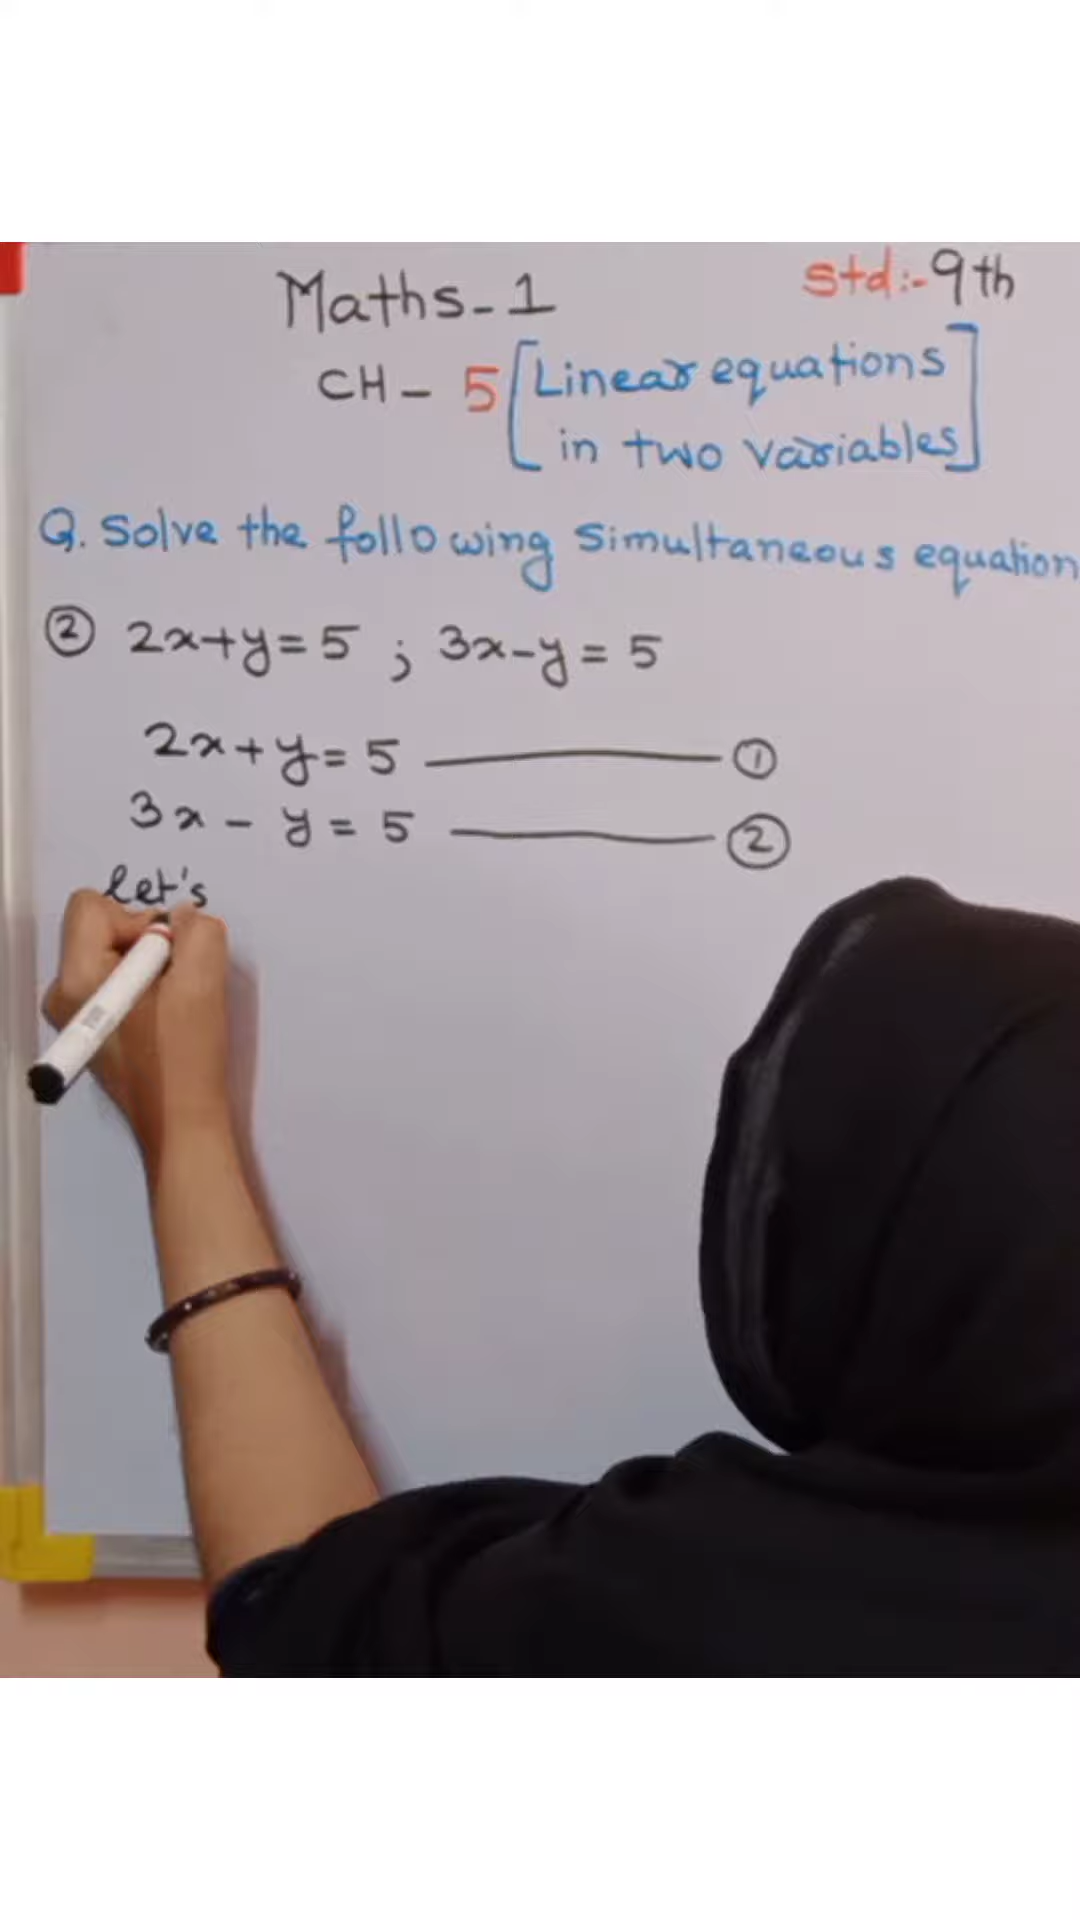 Maths-1
std:-9th
CH- 5 [Linear equations
in two variables]
Q. Solve the following simultaneous equation
② 2x+y=5 ; 3x-y=5
2x+y=5 ——— ①
3x - y = 5 ——— ②
let's